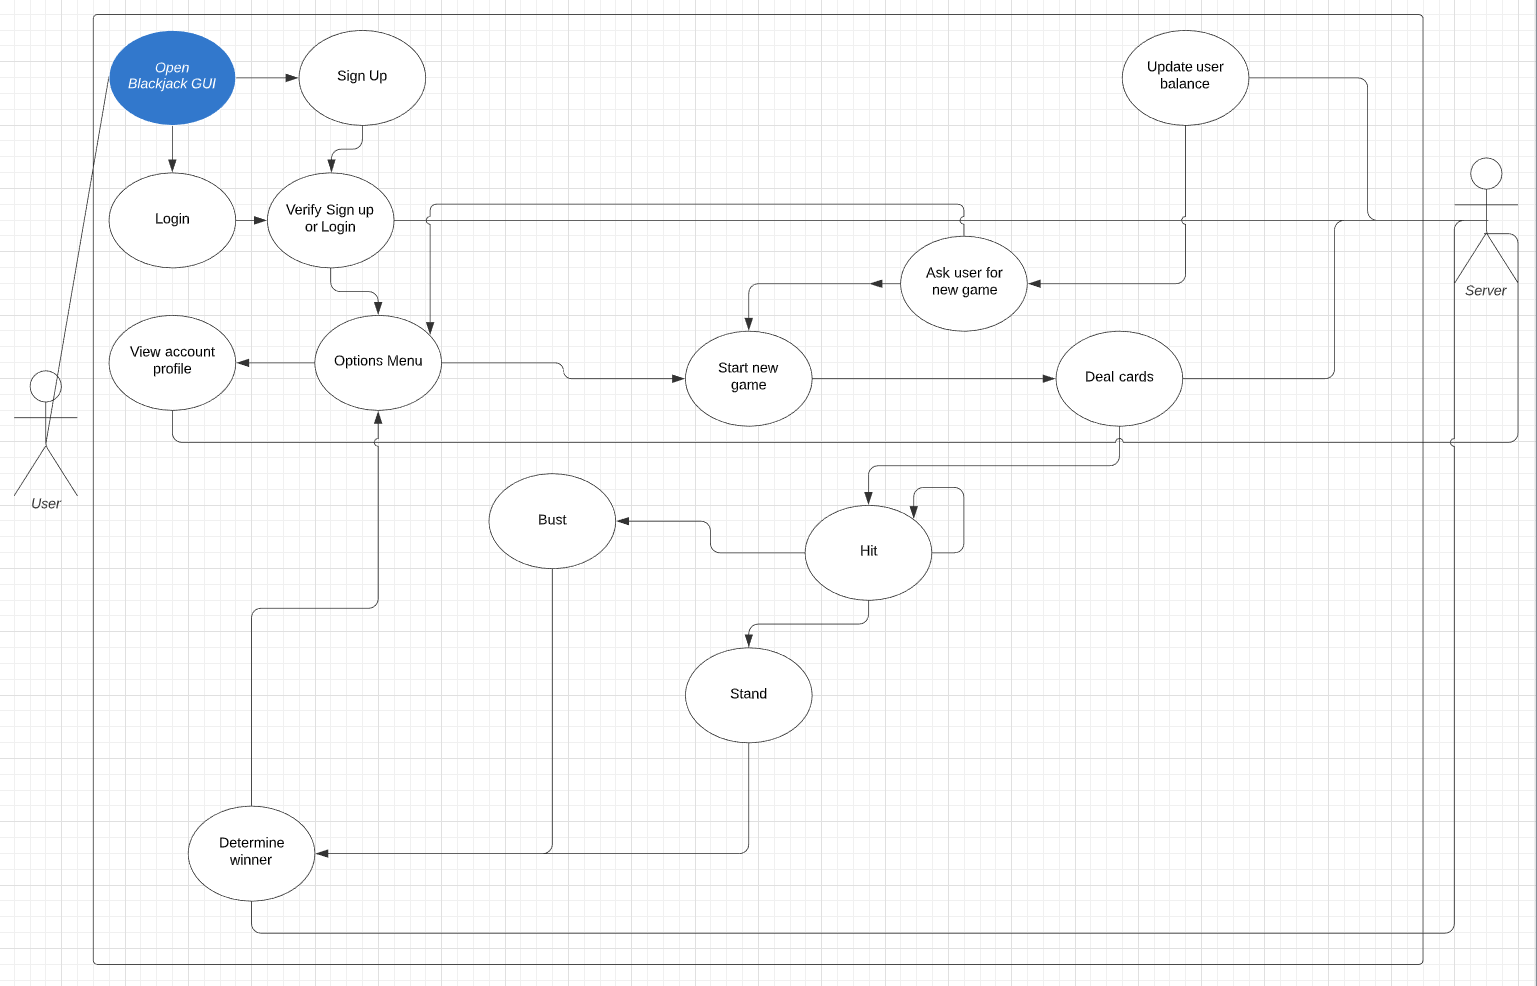 Open
Blackjack GUI
Sign Up
Update user
balance
Login
Verify Sign up
or Login
Ask user for
new game
Server
View account
profile
Options Menu
Start new
game
Deal cards
User
Bust
Hit
Stand
Determine
winner